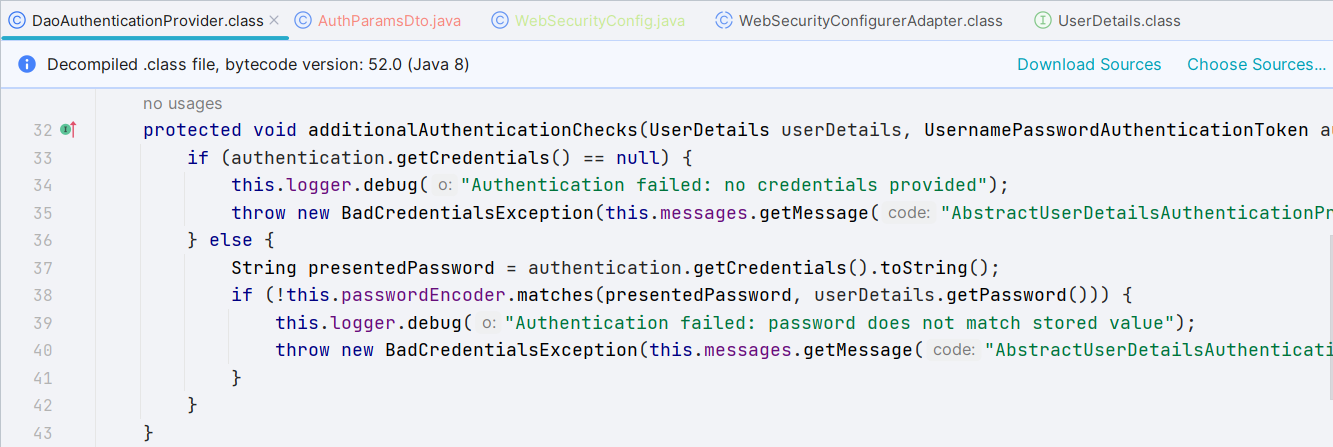 DaoAuthenticationProvider.class AuthParamsDto.java WebSecurityConfig.java WebSecurityConfigurerAdapter.class UserDetails.class
Decompiled .class file, bytecode version: 52.0 (Java 8) Download Sources Choose Sources...
no usages
32 protected void additionalAuthenticationChecks(UserDetails userDetails, UsernamePasswordAuthenticationToken au
33 if (authentication.getCredentials() == null) {
34 this.logger.debug( o: "Authentication failed: no credentials provided");
35 throw new BadCredentialsException(this.messages.getMessage( code: "AbstractUserDetailsAuthenticationPr
36 } else {
37 String presentedPassword = authentication.getCredentials().toString();
38 if (!this.passwordEncoder.matches(presentedPassword, userDetails.getPassword())) {
39 this.logger.debug( o: "Authentication failed: password does not match stored value");
40 throw new BadCredentialsException(this.messages.getMessage( code: "AbstractUserDetailsAuthenticati
41 }
42 }
43 }